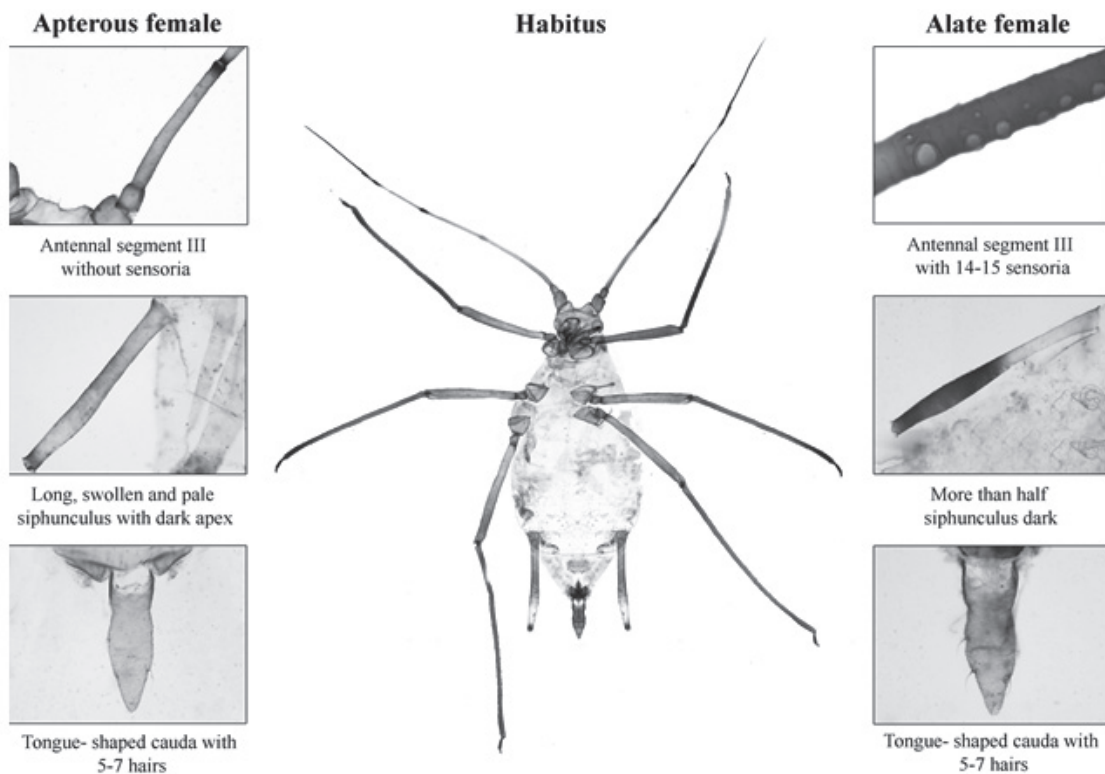 Apterous female
Antennal segment III
without sensoria
Long, swollen and pale
siphunculus with dark apex
Tongue- shaped cauda with
5-7 hairs
Habitus
Alate female
Antennal segment III
with 14-15 sensoria
More than half
siphunculus dark
Tongue- shaped cauda with
5-7 hairs